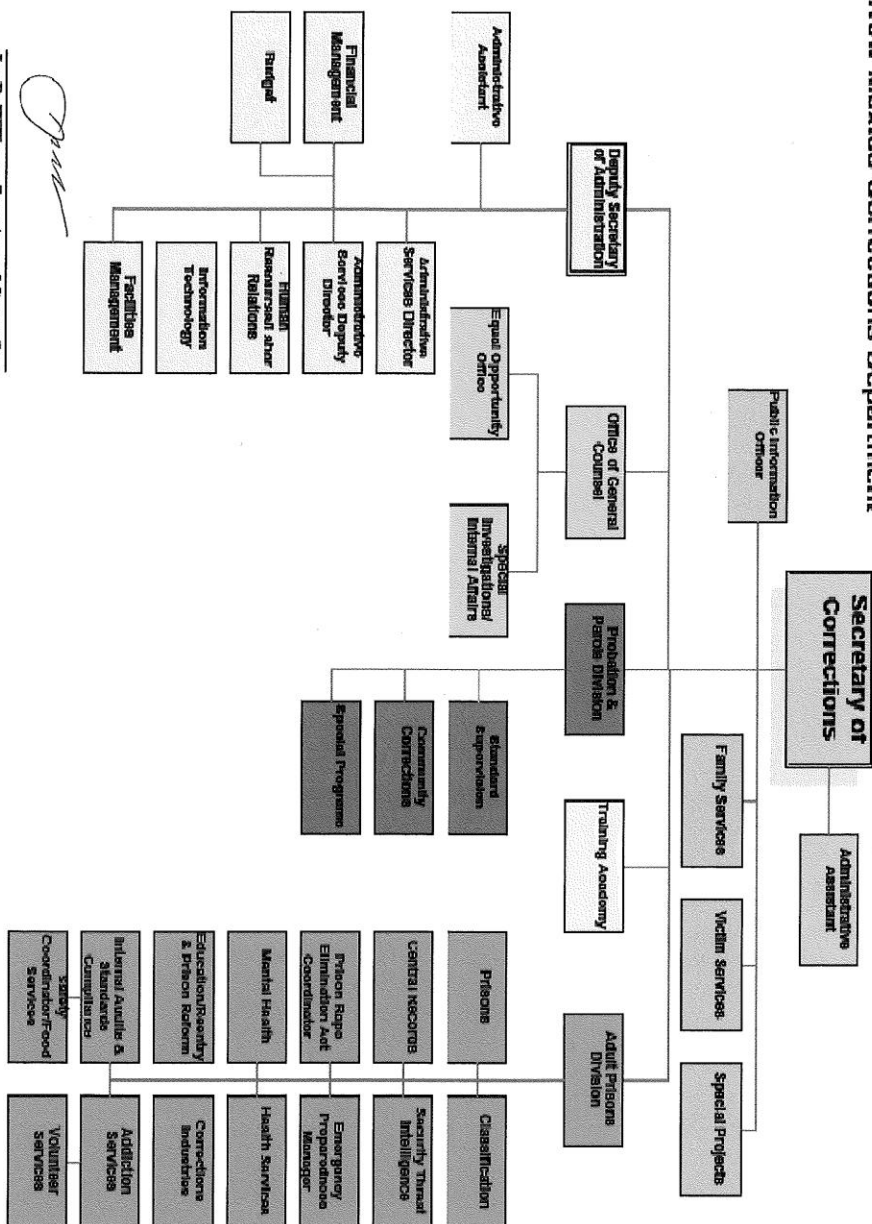 Corrections Department
Secretary of
Corrections
Administrative
Assistant
Public Information
Officer
Family Services
Victim Services
Special Projects
Deputy Secretary
of Administration
Office of General
Counsel
Probation &
Parole Division
Training Academy
Adult Prisons
Division
Administrative
Assistant
Equal Opportunity
Office
Special
Investigations/
Internal Affairs
Standard
Supervision
Community
Corrections
Special Programs
Financial
Management
Budget
Administrative
Services Director
Administrative
Services Deputy
Director
Human
Resources/Labor
Relations
Information
Technology
Facilities
Management
Prisons
Classification
Central Records
Security Threat
Intelligence
Prison Rape
Elimination Act
Coordinator
Emergency
Preparedness
Manager
Mental Health
Health Services
Education/Reentry
& Prison Reform
Corrections
Industries
Internal Audits &
Standards
Compliance
Addiction
Services
Safety
Coordinator/Food
Services
Volunteer
Services